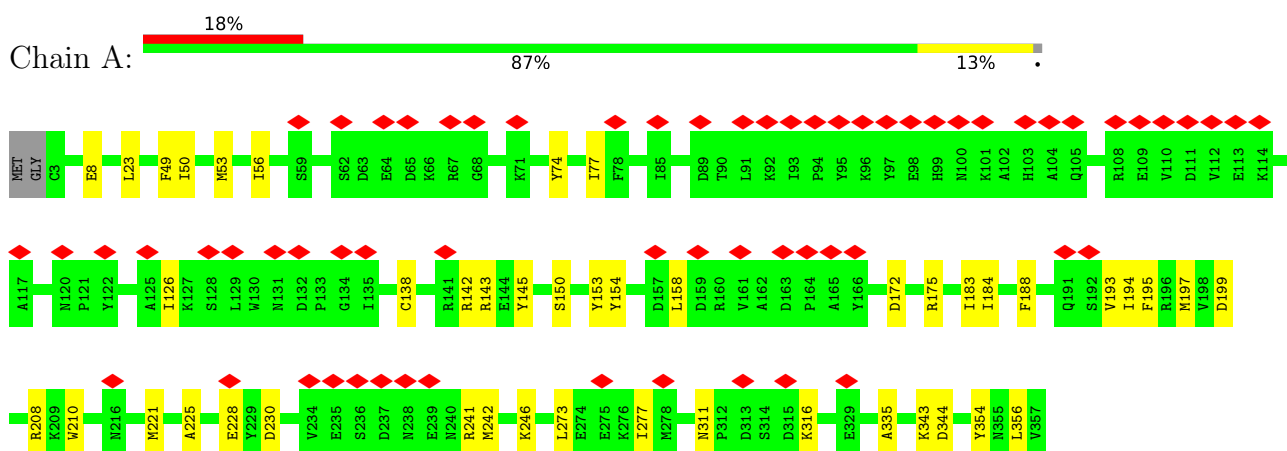 18%
Chain A:
87% 13% •
MET GLY C3 E8 L23 F49 I50 M53 I56 S59 S62 D63 E64 D65 K66 R67 G68 K71 Y74 I77 F78 I85 D89 T90 L91 K92 I93 P94 Y95 K96 Y97 E98 H99 N100 K101 A102 H103 A104 Q105 R108 E109 V110 D111 V112 E113 K114
A117 N120 P121 Y122 A125 I126 K127 S128 L129 W130 N131 D132 P133 G134 I135 C138 R141 R142 R143 E144 Y145 S150 Y153 Y154 D157 L158 D159 R160 V161 A162 D163 P164 A165 Y166 D172 R175 I183 I184 F188 Q191 S192 V193 I194 F195 R196 M197 V198 D199
R208 K209 W210 N216 M221 A225 E228 Y229 D230 V234 E235 S236 D237 N238 E239 N240 R241 M242 K246 L273 E274 E275 K276 I277 M278 N311 P312 D313 S314 D315 K316 E329 A335 K343 D344 Y354 N355 L356 V357